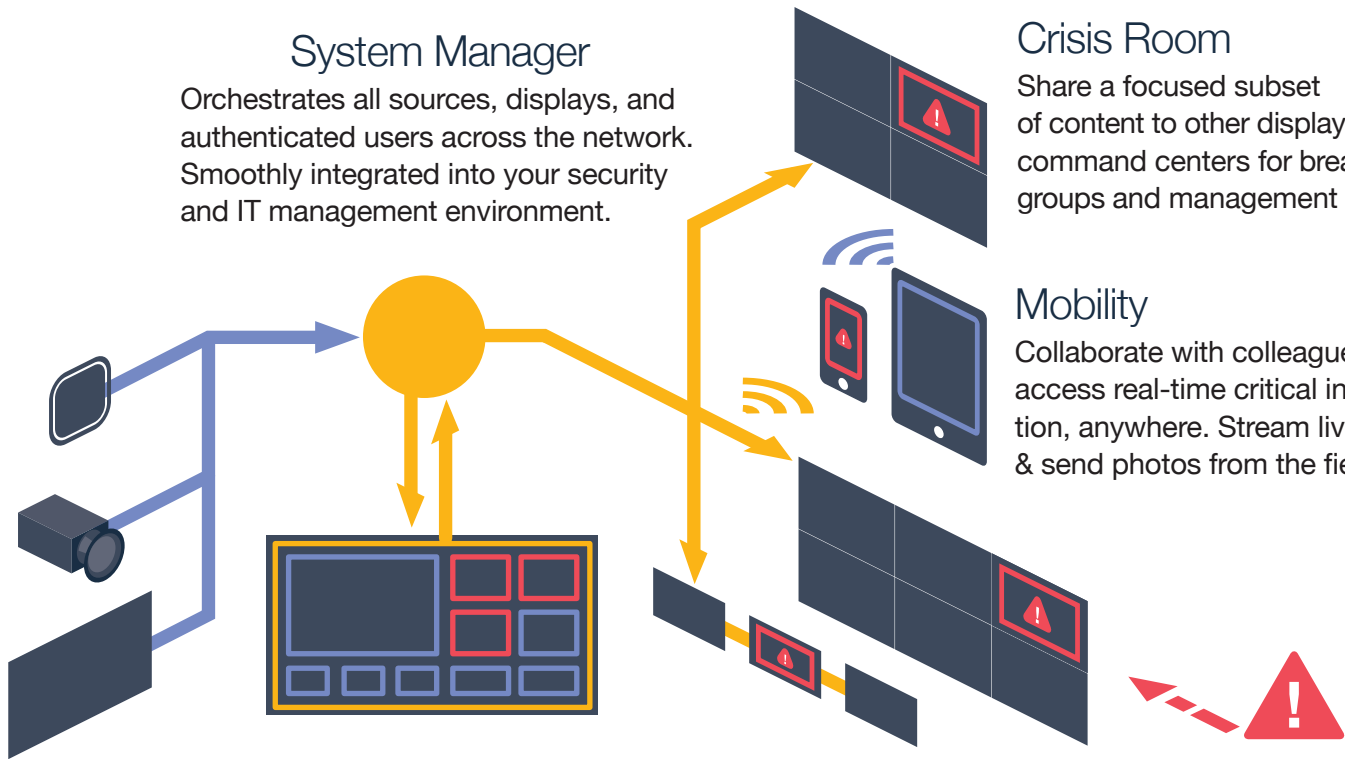 System Manager
Orchestrates all sources, displays, and
authenticated users across the network.
Smoothly integrated into your security
and IT management environment.
Crisis Room
Share a focused subset
of content to other display
command centers for brea
groups and management
Mobility
Collaborate with colleague
access real-time critical in
tion, anywhere. Stream liv
& send photos from the fie
!
!
!
!
!